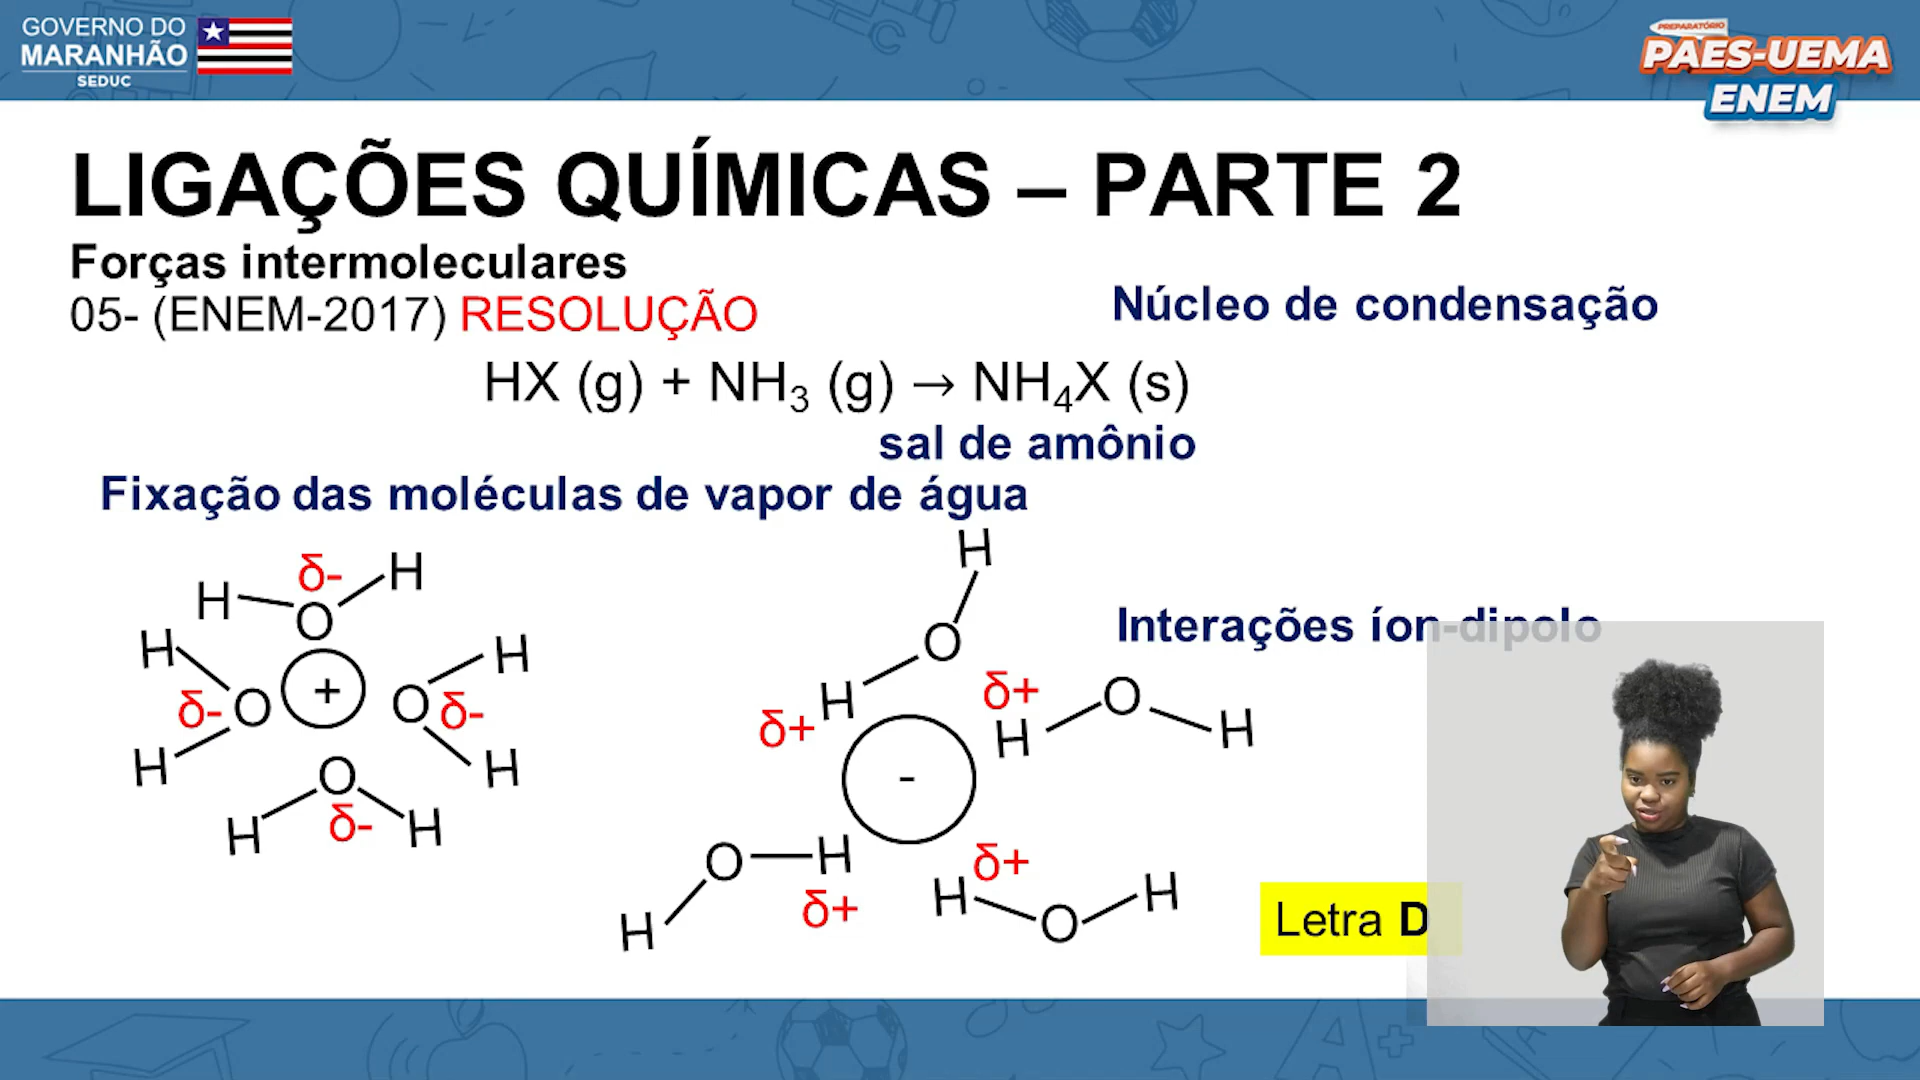 GOVERNO DO
MARANHÃO
SEDUC
PREPARATÓRIO
PAES-UEMA
ENEM
LIGAÇÕES QUÍMICAS – PARTE 2
Forças intermoleculares
05- (ENEM-2017) RESOLUÇÃO
Núcleo de condensação
HX (g) + NH₃ (g) → NH₄X (s)
sal de amônio
Fixação das moléculas de vapor de água
H
H δ- H
O
H H
δ- O + O δ-
H H
O
H δ- H
O
H
δ+
δ+
O
H
H
-
O H
δ+
H
δ+
H O H
Interações íon-dipolo
Letra D
A+